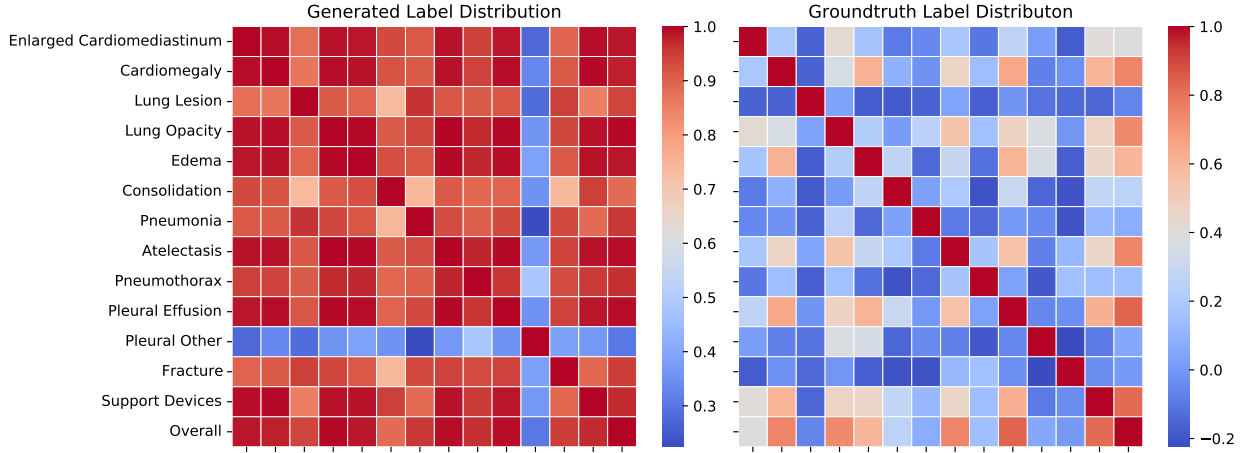 Generated Label Distribution
Groundtruth Label Distributon
Enlarged Cardiomediastinum
Cardiomegaly
Lung Lesion
Lung Opacity
Edema
Consolidation
Pneumonia
Atelectasis
Pneumothorax
Pleural Effusion
Pleural Other
Fracture
Support Devices
Overall
1.0
0.9
0.8
0.7
0.6
0.5
0.4
0.3
1.0
0.8
0.6
0.4
0.2
0.0
−0.2